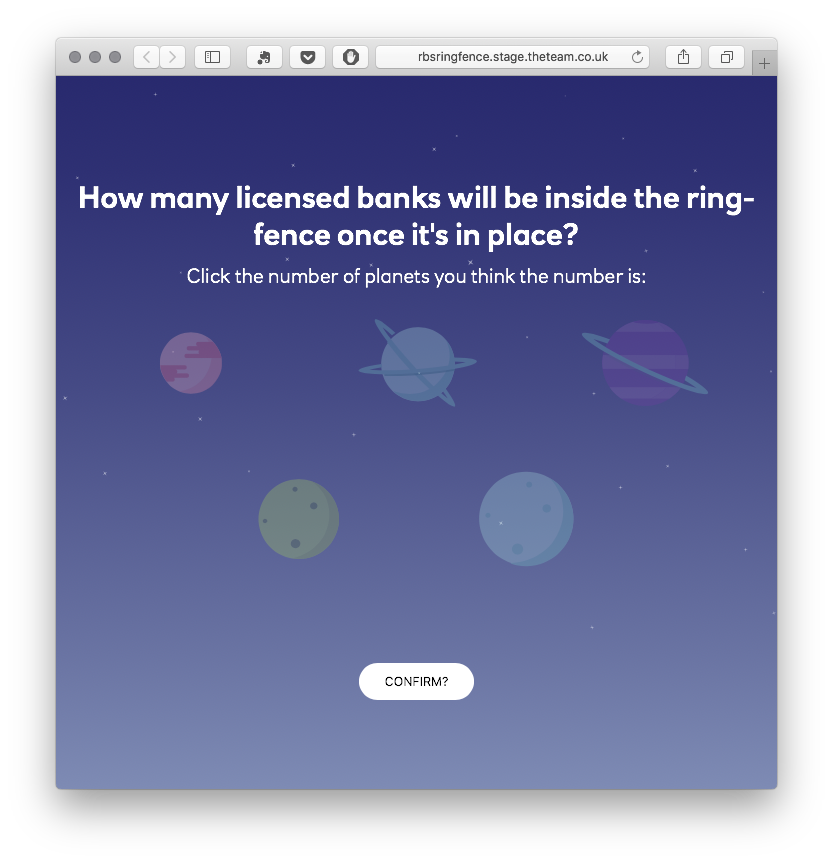 rbsringfence.stage.theteam.co.uk
How many licensed banks will be inside the ring-
fence once it's in place?
Click the number of planets you think the number is:
CONFIRM?